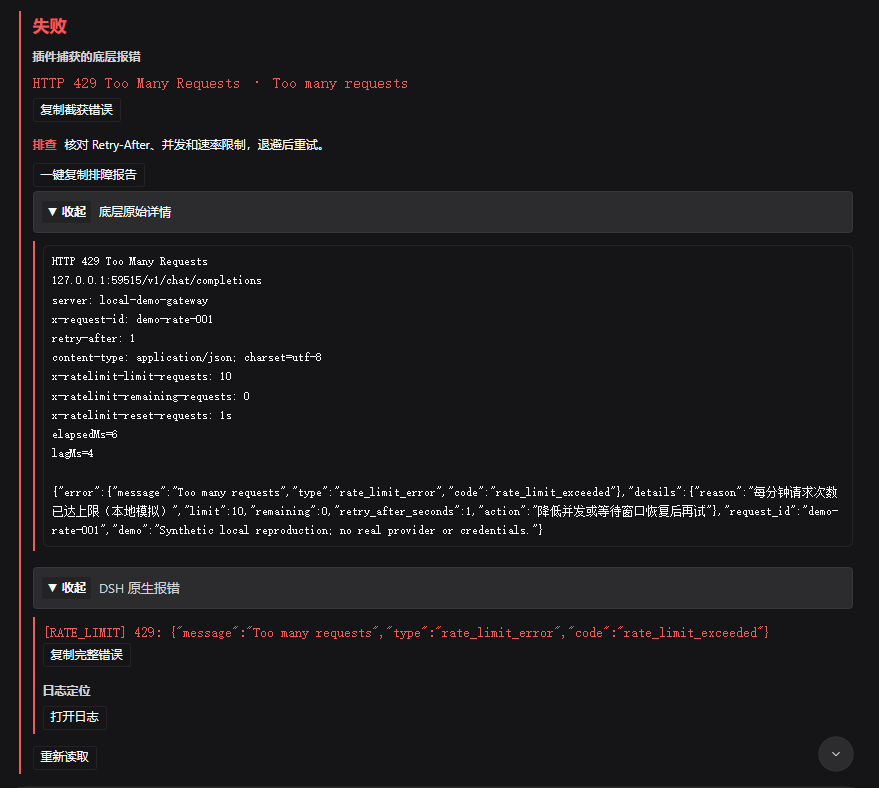 失败
插件捕获的底层报错
HTTP 429 Too Many Requests · Too many requests
复制截获错误
排查 核对 Retry-After、并发和速率限制，退避后重试。
一键复制排障报告
▼ 收起 底层原始详情
HTTP 429 Too Many Requests
127.0.0.1:59515/v1/chat/completions
server: local-demo-gateway
x-request-id: demo-rate-001
retry-after: 1
content-type: application/json; charset=utf-8
x-ratelimit-limit-requests: 10
x-ratelimit-remaining-requests: 0
x-ratelimit-reset-requests: 1s
elapsedMs=6
lagMs=4
{"error":{"message":"Too many requests","type":"rate_limit_error","code":"rate_limit_exceeded"},"details":{"reason":"每分钟请求次数
已达上限（本地模拟）","limit":10,"remaining":0,"retry_after_seconds":1,"action":"降低并发或等待窗口恢复后再试"},"request_id":"demo-
rate-001","demo":"Synthetic local reproduction; no real provider or credentials."}
▼ 收起 DSH 原生报错
[RATE_LIMIT] 429: {"message":"Too many requests","type":"rate_limit_error","code":"rate_limit_exceeded"}
复制完整错误
日志定位
打开日志
重新读取